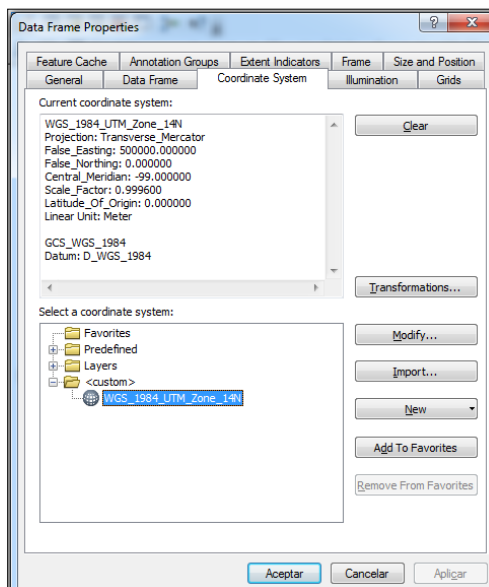 Data Frame Properties
Feature Cache
Annotation Groups
Extent Indicators
Frame
Size and Position
General
Data Frame
Coordinate System
Illumination
Grids
Current coordinate system:
WGS_1984_UTM_Zone_14N
Projection: Transverse_Mercator
False_Easting: 500000.000000
False_Northing: 0.000000
Central_Meridian: -99.000000
Scale_Factor: 0.999600
Latitude_Of_Origin: 0.000000
Linear Unit: Meter
GCS_WGS_1984
Datum: D_WGS_1984
Clear
Transformations...
Select a coordinate system:
Favorites
Predefined
Layers
<custom>
WGS_1984_UTM_Zone_14N
Modify...
Import...
New
Add To Favorites
Remove From Favorites
Aceptar
Cancelar
Aplicar